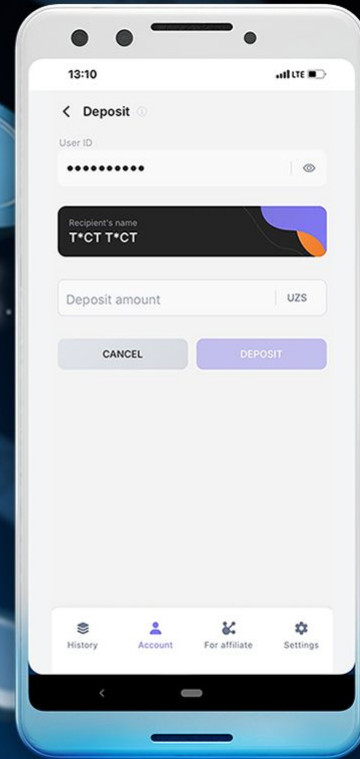 13:10
LTE
Deposit
User ID
••••••••••
Recipient's name
T*CT T*CT
Deposit amount
UZS
CANCEL
DEPOSIT
History
Account
For affiliate
Settings